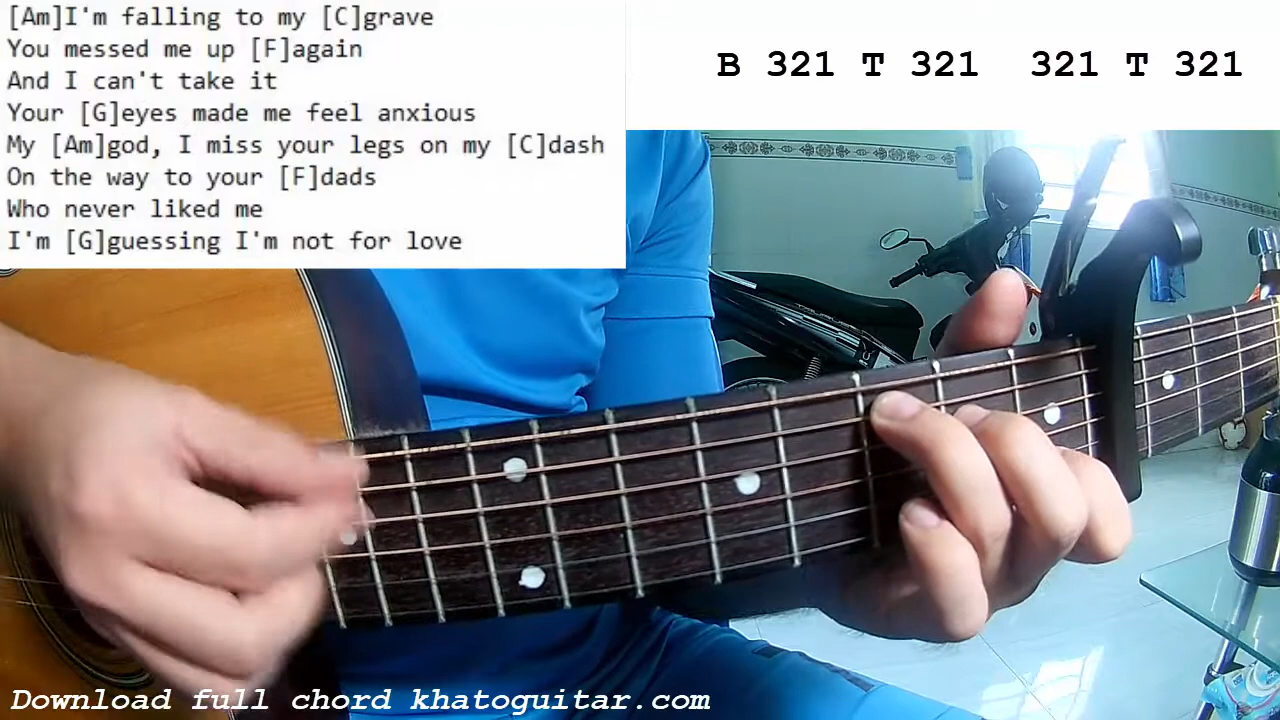 [Am]I'm falling to my [C]grave
You messed me up [F]again
And I can't take it
Your [G]eyes made me feel anxious
My [Am]god, I miss your legs on my [C]dash
On the way to your [F]dads
Who never liked me
I'm [G]guessing I'm not for love
B 321 T 321  321 T 321
Download full chord khatoguitar.com